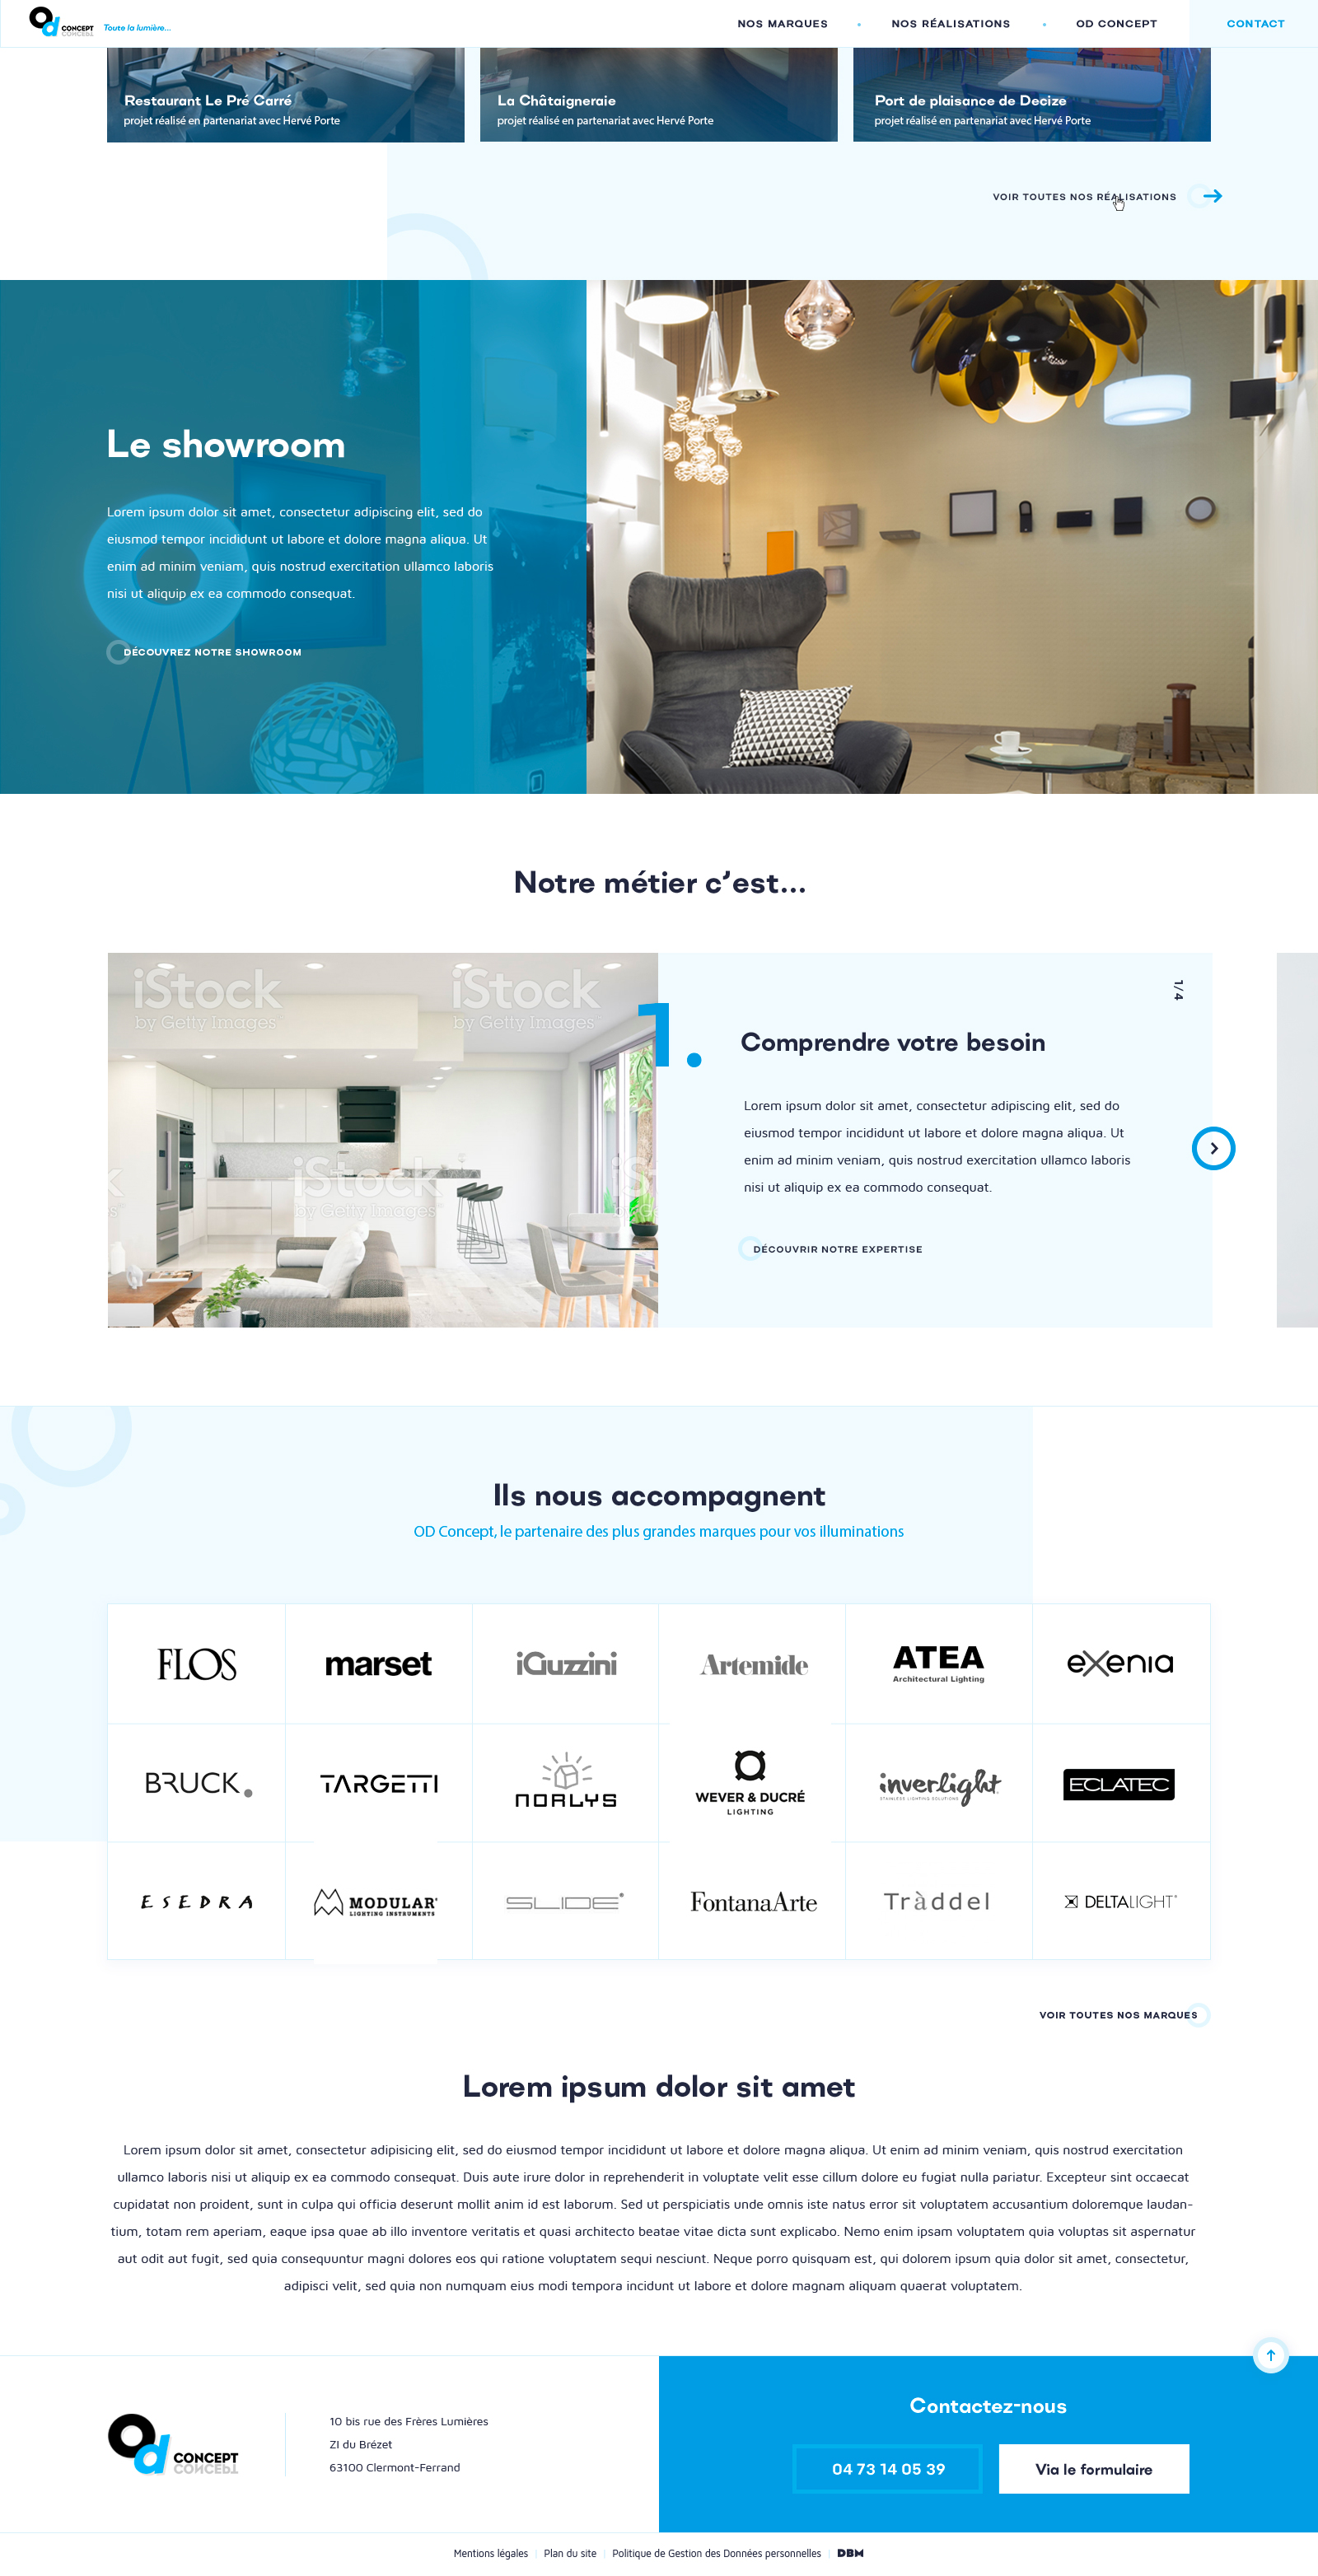 Od CONCEPT Toute la lumière...
NOS MARQUES
NOS RÉALISATIONS
OD CONCEPT
CONTACT
Restaurant Le Pré Carré
projet réalisé en partenariat avec Hervé Porte
La Châtaigneraie
projet réalisé en partenariat avec Hervé Porte
Port de plaisance de Decize
projet réalisé en partenariat avec Hervé Porte
VOIR TOUTES NOS RÉALISATIONS
Le showroom
Lorem ipsum dolor sit amet, consectetur adipiscing elit, sed do
eiusmod tempor incididunt ut labore et dolore magna aliqua. Ut
enim ad minim veniam, quis nostrud exercitation ullamco laboris
nisi ut aliquip ex ea commodo consequat.
DÉCOUVREZ NOTRE SHOWROOM
Notre métier c’est...
iStock
by Getty Images
iStock
by Getty Images
iStock
by Getty Images
1.
1/4
Comprendre votre besoin
Lorem ipsum dolor sit amet, consectetur adipiscing elit, sed do
eiusmod tempor incididunt ut labore et dolore magna aliqua. Ut
enim ad minim veniam, quis nostrud exercitation ullamco laboris
nisi ut aliquip ex ea commodo consequat.
DÉCOUVRIR NOTRE EXPERTISE
Ils nous accompagnent
OD Concept, le partenaire des plus grandes marques pour vos illuminations
FLOS
marset
iGuzzini
Artemide
ATEA
Architectural Lighting
exenia
BRUCK.
TARGETTI
NORLYS
WEVER & DUCRÉ
LIGHTING
inverlight
STAINLESS LIGHTING SOLUTIONS
ECLATEC
ESEDRA
MODULAR
LIGHTING INSTRUMENTS
SLIDE
FontanaArte
Tràddel
DELTALIGHT
VOIR TOUTES NOS MARQUES
Lorem ipsum dolor sit amet
Lorem ipsum dolor sit amet, consectetur adipisicing elit, sed do eiusmod tempor incididunt ut labore et dolore magna aliqua. Ut enim ad minim veniam, quis nostrud exercitation
ullamco laboris nisi ut aliquip ex ea commodo consequat. Duis aute irure dolor in reprehenderit in voluptate velit esse cillum dolore eu fugiat nulla pariatur. Excepteur sint occaecat
cupidatat non proident, sunt in culpa qui officia deserunt mollit anim id est laborum. Sed ut perspiciatis unde omnis iste natus error sit voluptatem accusantium doloremque laudan-
tium, totam rem aperiam, eaque ipsa quae ab illo inventore veritatis et quasi architecto beatae vitae dicta sunt explicabo. Nemo enim ipsam voluptatem quia voluptas sit aspernatur
aut odit aut fugit, sed quia consequuntur magni dolores eos qui ratione voluptatem sequi nesciunt. Neque porro quisquam est, qui dolorem ipsum quia dolor sit amet, consectetur,
adipisci velit, sed quia non numquam eius modi tempora incidunt ut labore et dolore magnam aliquam quaerat voluptatem.
Od CONCEPT
10 bis rue des Frères Lumières
ZI du Brézet
63100 Clermont-Ferrand
Contactez-nous
04 73 14 05 39
Via le formulaire
Mentions légales | Plan du site | Politique de Gestion des Données personnelles | DBM